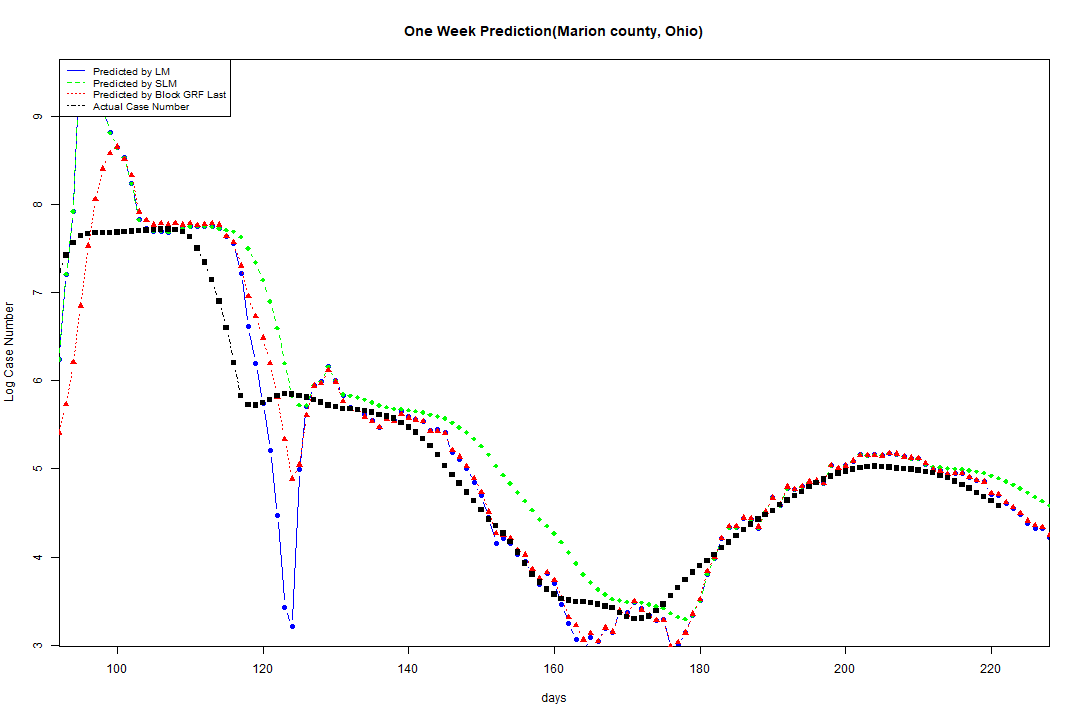 One Week Prediction(Marion county, Ohio)
Predicted by LM
Predicted by SLM
Predicted by Block GRF Last
Actual Case Number
9
8
7
6
5
4
3
Log Case Number
100 120 140 160 180 200 220
days